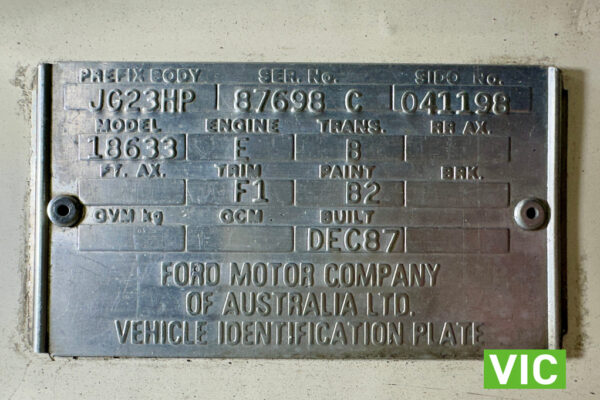 PREFIX BODY SER. No. SIDO No.
JG23HP 87698 C 041198
MODEL ENGINE TRANS. RR AX.
18633 E B
FT. AX. TRIM PAINT BRK.
F1 B2
GVM kg GCM BUILT
DEC87
FORD MOTOR COMPANY
OF AUSTRALIA LTD.
VEHICLE IDENTIFICATION PLATE
VIC